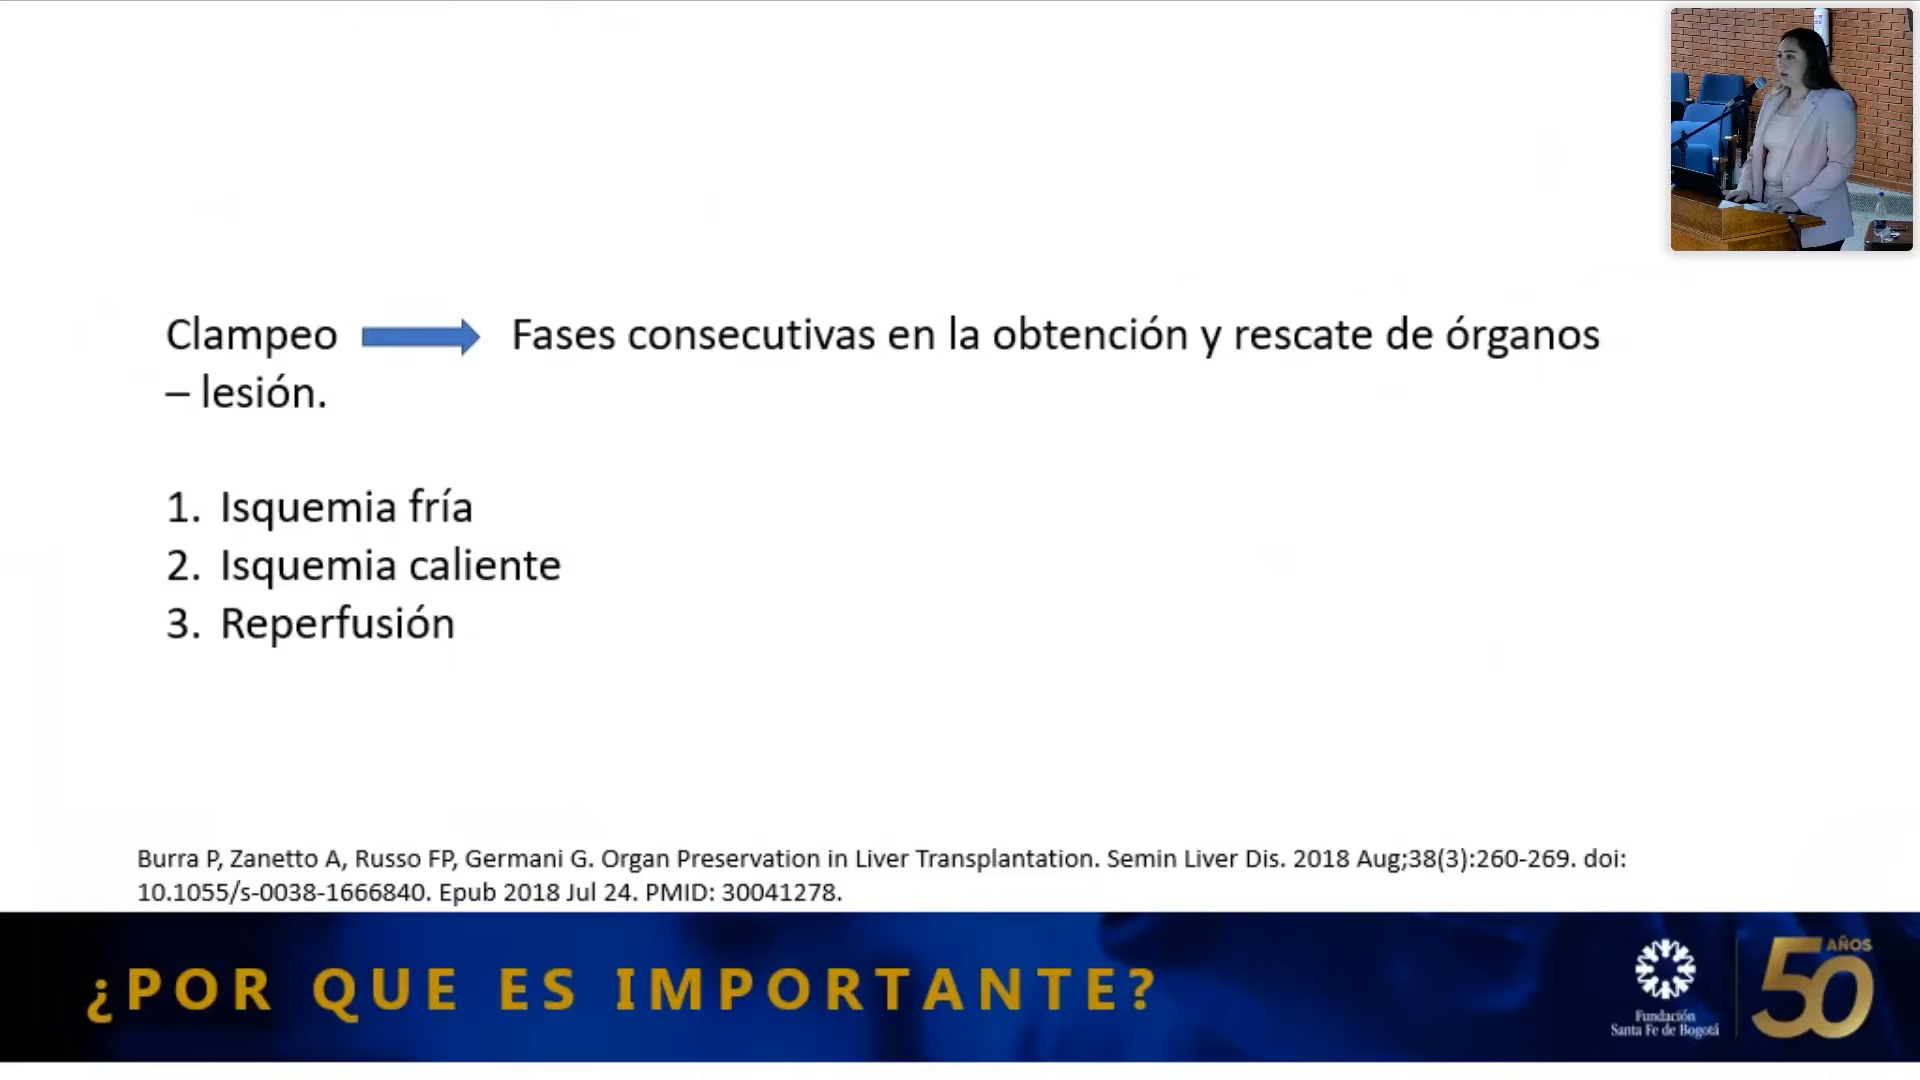 Clampeo Fases consecutivas en la obtención y rescate de órganos
– lesión.
1. Isquemia fría
2. Isquemia caliente
3. Reperfusión
Burra P, Zanetto A, Russo FP, Germani G. Organ Preservation in Liver Transplantation. Semin Liver Dis. 2018 Aug;38(3):260-269. doi:
10.1055/s-0038-1666840. Epub 2018 Jul 24. PMID: 30041278.
¿POR QUE ES IMPORTANTE?
Fundación
Santa Fe de Bogotá
50 AÑOS